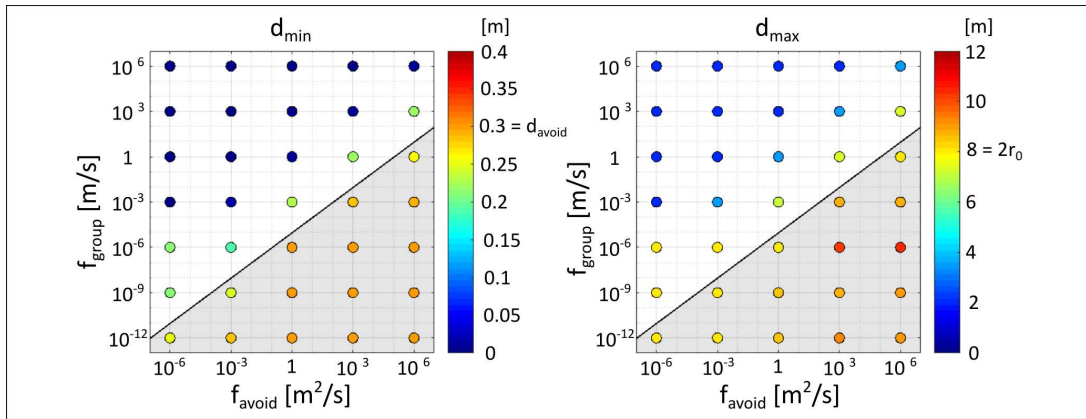 d_min
[m]
10^6
10^3
1
10^-3
10^-6
10^-9
10^-12
f_group [m/s]
10^-6 10^-3 1 10^3 10^6
f_avoid [m^2/s]
0.4
0.35
0.3 = d_avoid
0.25
0.2
0.15
0.1
0.05
0
d_max
[m]
10^6
10^3
1
10^-3
10^-6
10^-9
10^-12
f_group [m/s]
10^-6 10^-3 1 10^3 10^6
f_avoid [m^2/s]
12
10
8 = 2r_0
6
4
2
0